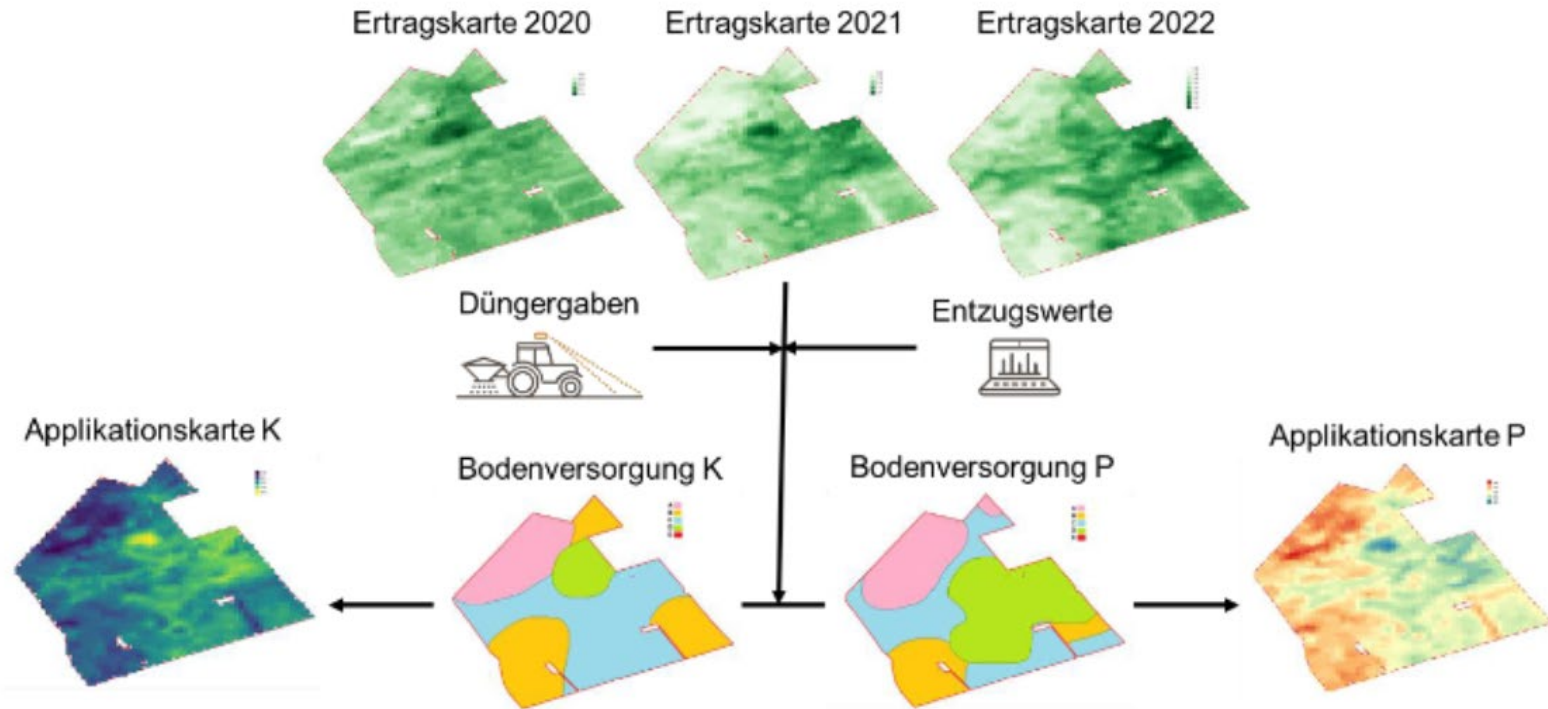 Ertragskarte 2020
Ertragskarte 2021
Ertragskarte 2022
Düngergaben
Entzugswerte
Applikationskarte K
Bodenversorgung K
Bodenversorgung P
Applikationskarte P